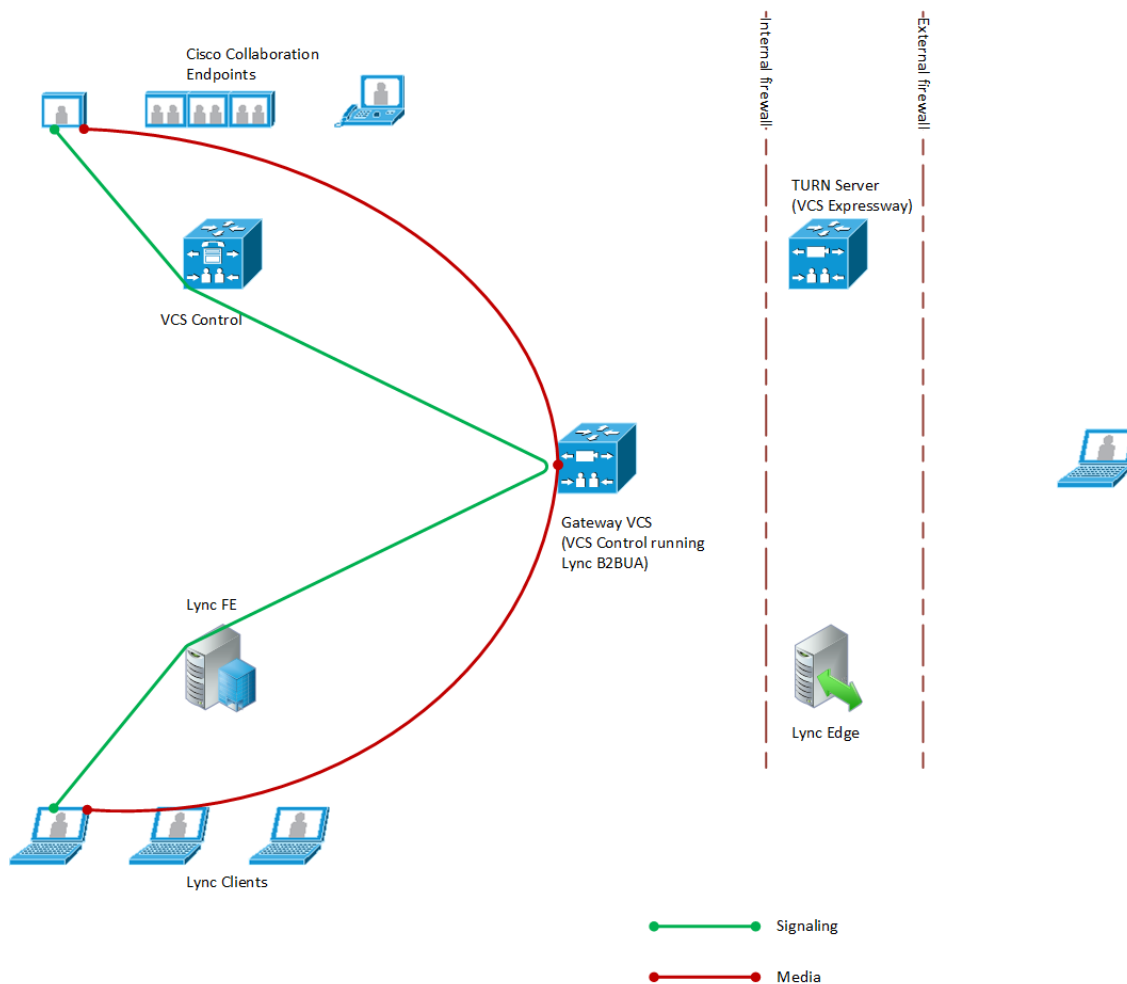 Cisco Collaboration
Endpoints
Internal firewall
External firewall
TURN Server
(VCS Expressway)
VCS Control
Gateway VCS
(VCS Control running
Lync B2BUA)
Lync FE
Lync Edge
Lync Clients
Signaling
Media